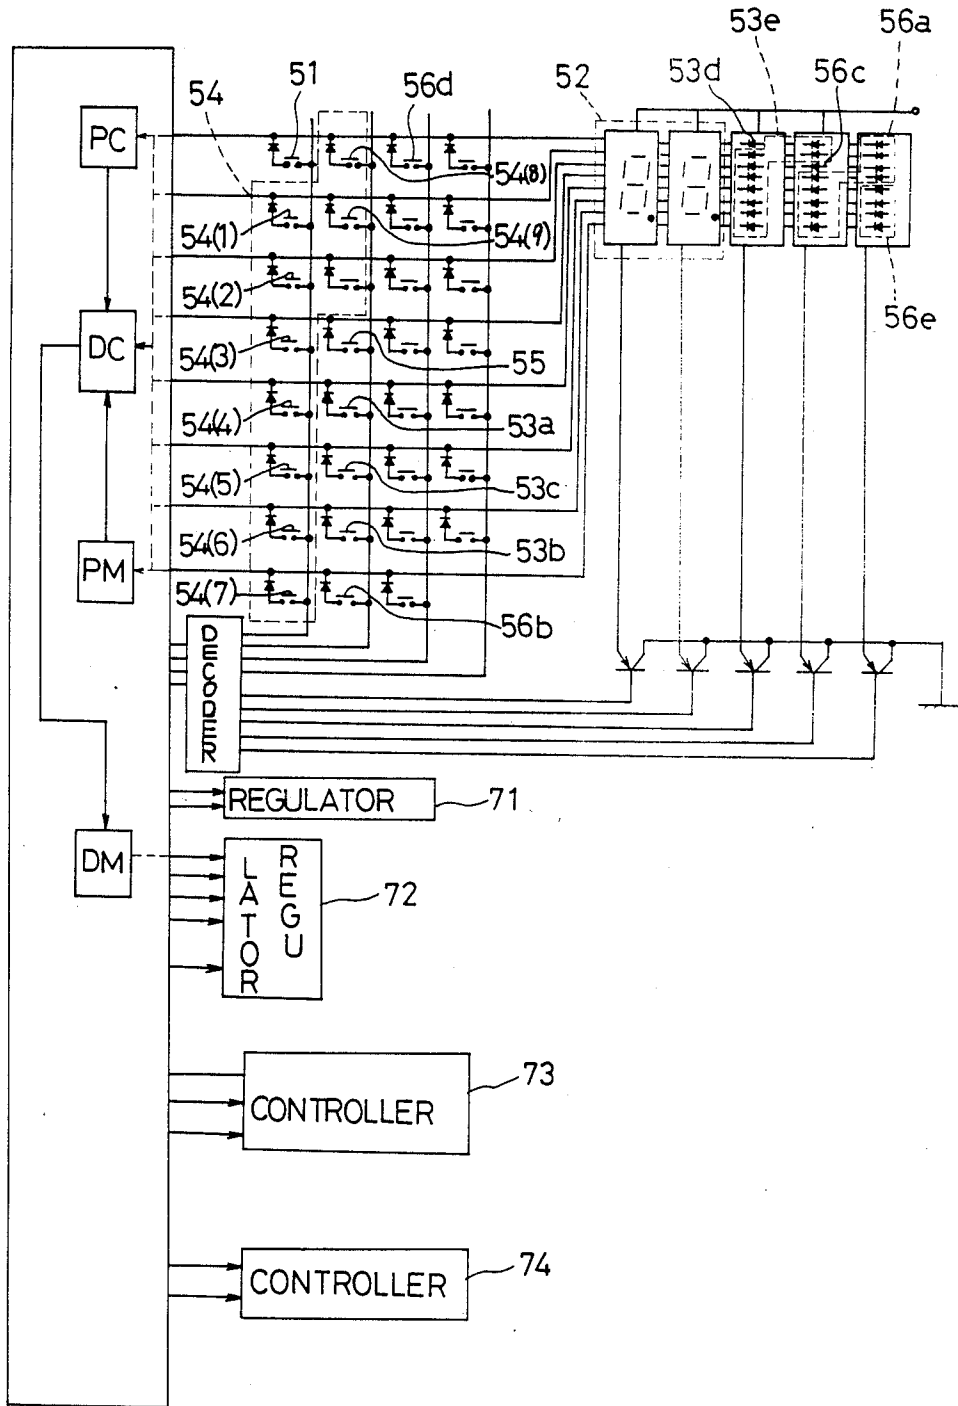 53e
56a
51
56d
52
53d
56c
54
PC
54(8)
54(1)
54(9)
54(2)
56e
DC
54(3)
55
54(4)
53a
54(5)
53c
54(6)
53b
PM
54(7)
56b
DECODER
REGULATOR
71
DM
REGU
LATOR
72
73
CONTROLLER
74
CONTROLLER